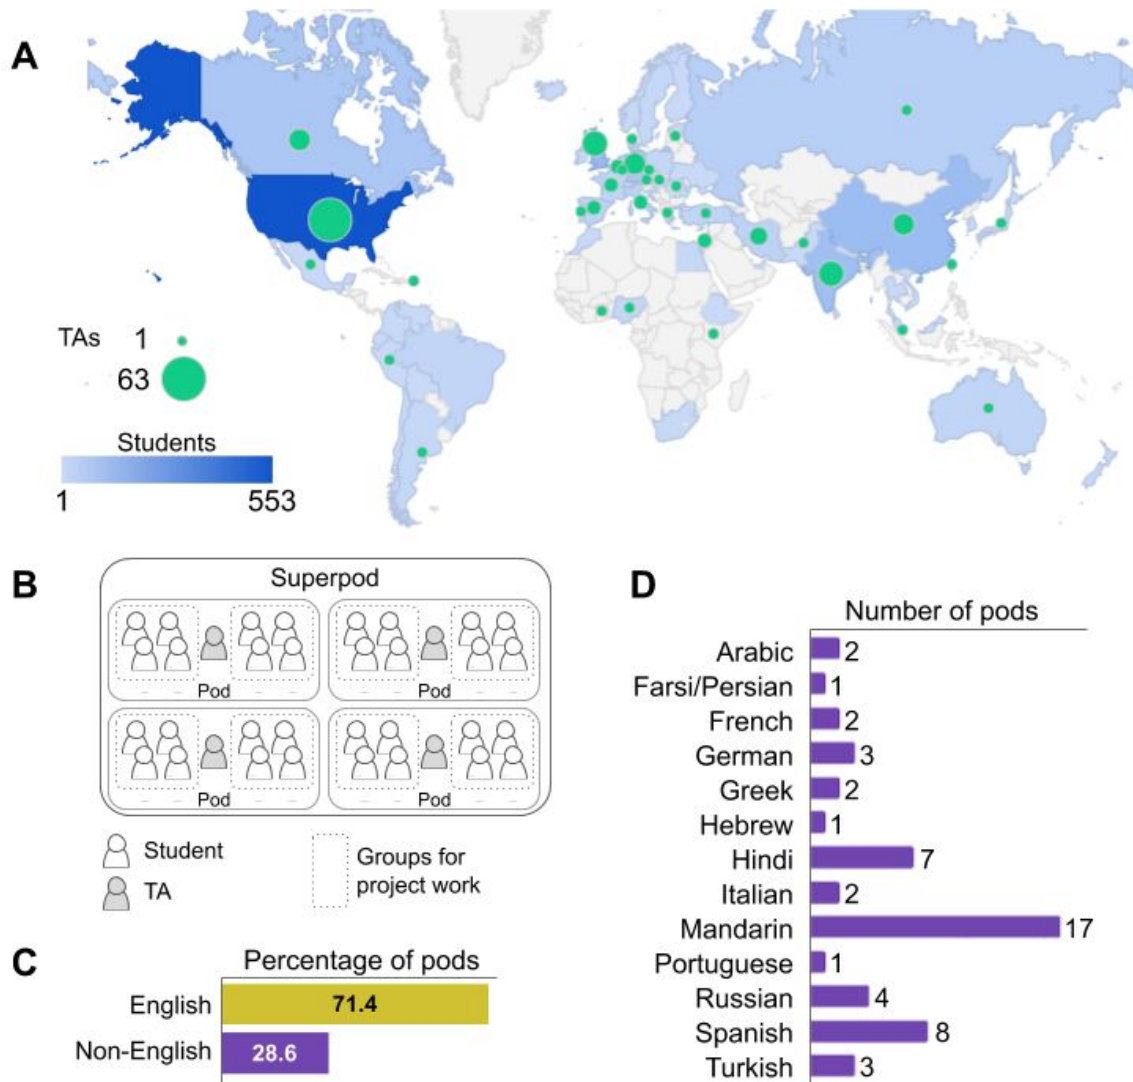 A
TAs 1
63
Students
1 553
B
Superpod
Pod Pod
Pod Pod
Student
TA
Groups for
project work
C
Percentage of pods
English 71.4
Non-English 28.6
D
Number of pods
Arabic 2
Farsi/Persian 1
French 2
German 3
Greek 2
Hebrew 1
Hindi 7
Italian 2
Mandarin 17
Portuguese 1
Russian 4
Spanish 8
Turkish 3